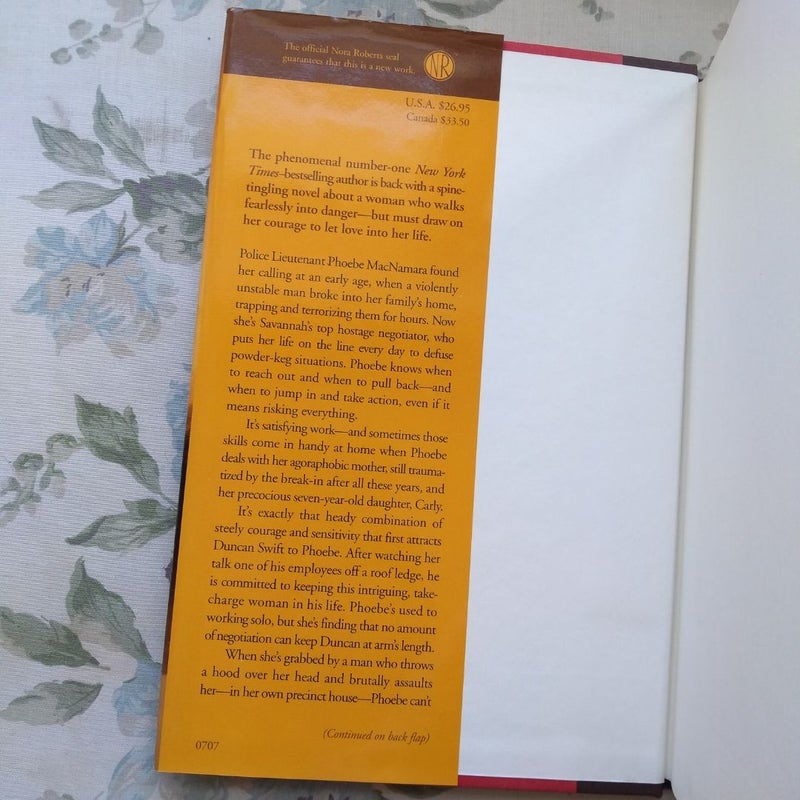 The official Nora Roberts seal
guarantees that this is a new work.
NR
U.S.A. $26.95
Canada $33.50
The phenomenal number-one New York
Times–bestselling author is back with a spine-
tingling novel about a woman who walks
fearlessly into danger—but must draw on
her courage to let love into her life.
Police Lieutenant Phoebe MacNamara found
her calling at an early age, when a violently
unstable man broke into her family's home,
trapping and terrorizing them for hours. Now
she's Savannah's top hostage negotiator, who
puts her life on the line every day to defuse
powder-keg situations. Phoebe knows when
to reach out and when to pull back—and
when to jump in and take action, even if it
means risking everything.
It's satisfying work—and sometimes those
skills come in handy at home when Phoebe
deals with her agoraphobic mother, still trauma-
tized by the break-in after all these years, and
her precocious seven-year-old daughter, Carly.
It's exactly that heady combination of
steely courage and sensitivity that first attracts
Duncan Swift to Phoebe. After watching her
talk one of his employees off a roof ledge, he
is committed to keeping this intriguing, take-
charge woman in his life. Phoebe's used to
working solo, but she's finding that no amount
of negotiation can keep Duncan at arm's length.
When she's grabbed by a man who throws
a hood over her head and brutally assaults
her—in her own precinct house—Phoebe can't
(Continued on back flap)
0707